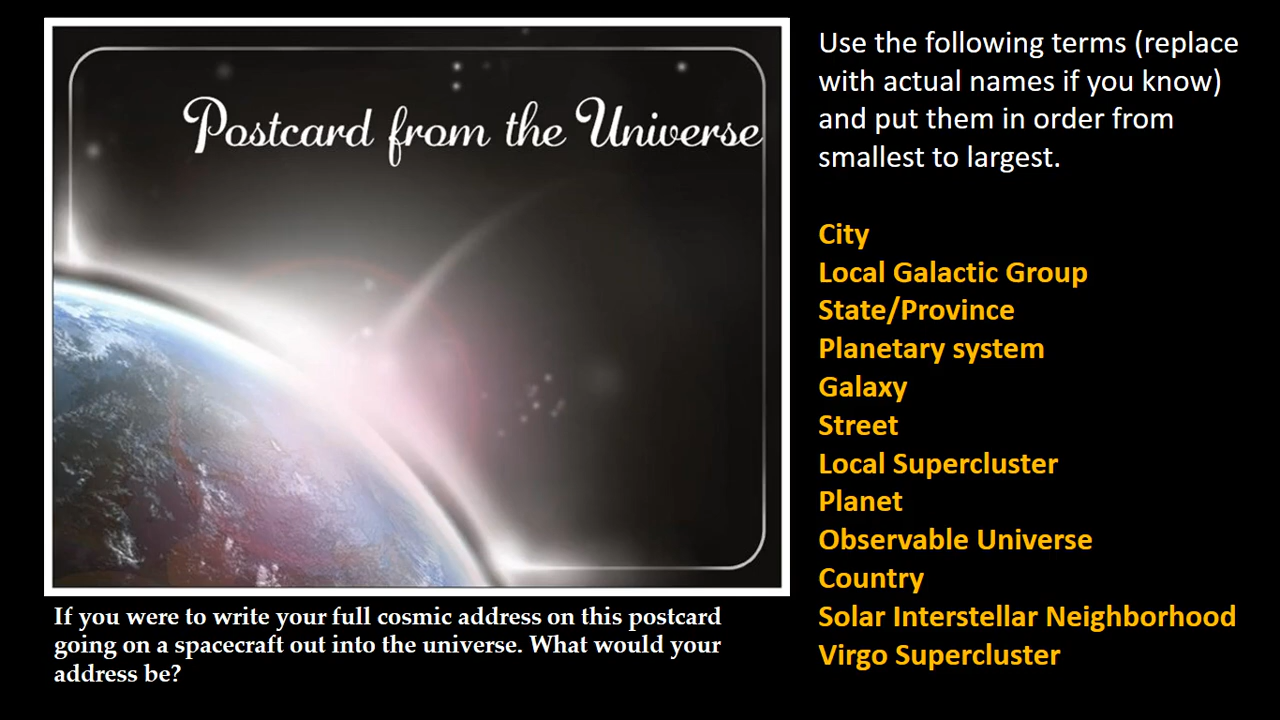 Postcard from the Universe
If you were to write your full cosmic address on this postcard
going on a spacecraft out into the universe. What would your
address be?
Use the following terms (replace
with actual names if you know)
and put them in order from
smallest to largest.
City
Local Galactic Group
State/Province
Planetary system
Galaxy
Street
Local Supercluster
Planet
Observable Universe
Country
Solar Interstellar Neighborhood
Virgo Supercluster